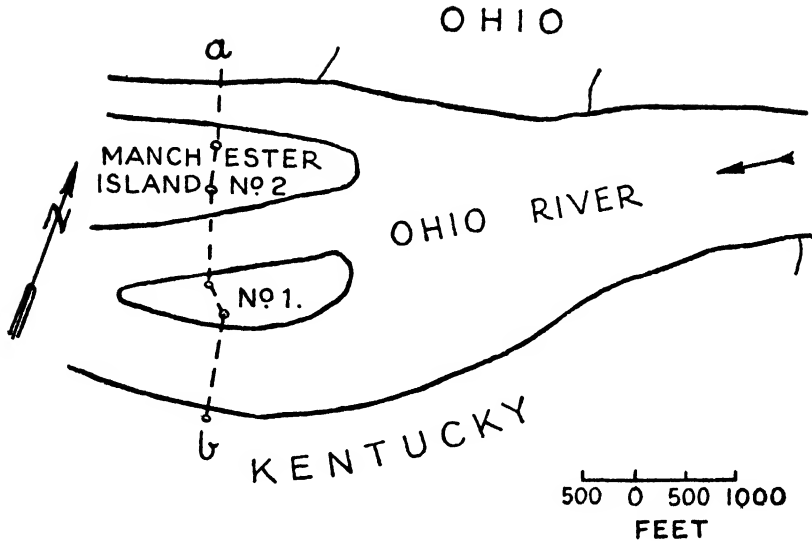 OHIO
a
MANCHESTER
ISLAND Nº 2
N
OHIO RIVER
Nº 1.
b
KENTUCKY
500 0 500 1000
FEET